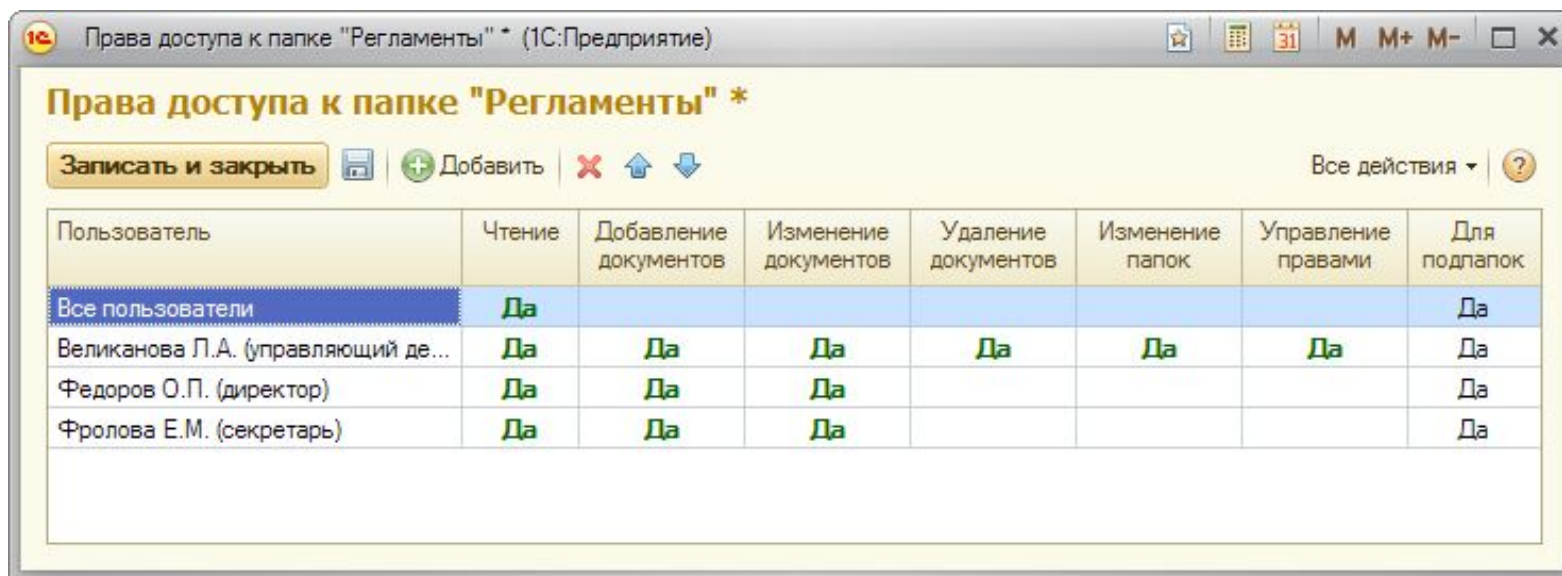 1С Права доступа к папке "Регламенты" * (1С:Предприятие) 31 M M+ M-
Права доступа к папке "Регламенты" *
Записать и закрыть Добавить Все действия ?
Пользователь Чтение Добавление документов Изменение документов Удаление документов Изменение папок Управление правами Для подпапок
Все пользователи Да Да
Великанова Л.А. (управляющий де... Да Да Да Да Да Да Да
Федоров О.П. (директор) Да Да Да Да
Фролова Е.М. (секретарь) Да Да Да Да